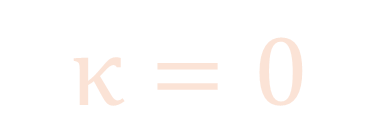 κ = 0